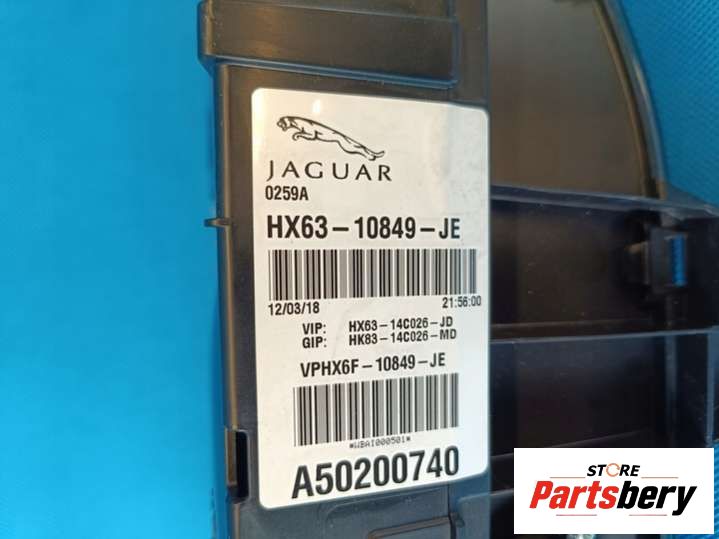 JAGUAR
0259A
HX63-10849-JE
12/03/18 21:56:00
VIP: HX63-14C026-JD
GIP: HK83-14C026-MD
VPHX6F-10849-JE
*WBAI000501*
A50200740
STORE
Partsbery